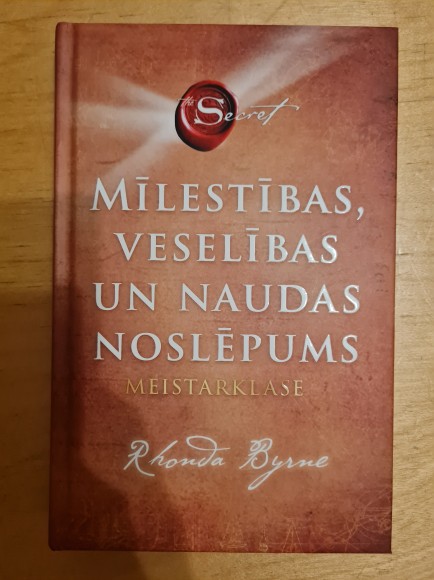 the Secret
MĪLESTĪBAS,
VESELĪBAS
UN NAUDAS
NOSLĒPUMS
MEISTARKLASE
Rhonda Byrne